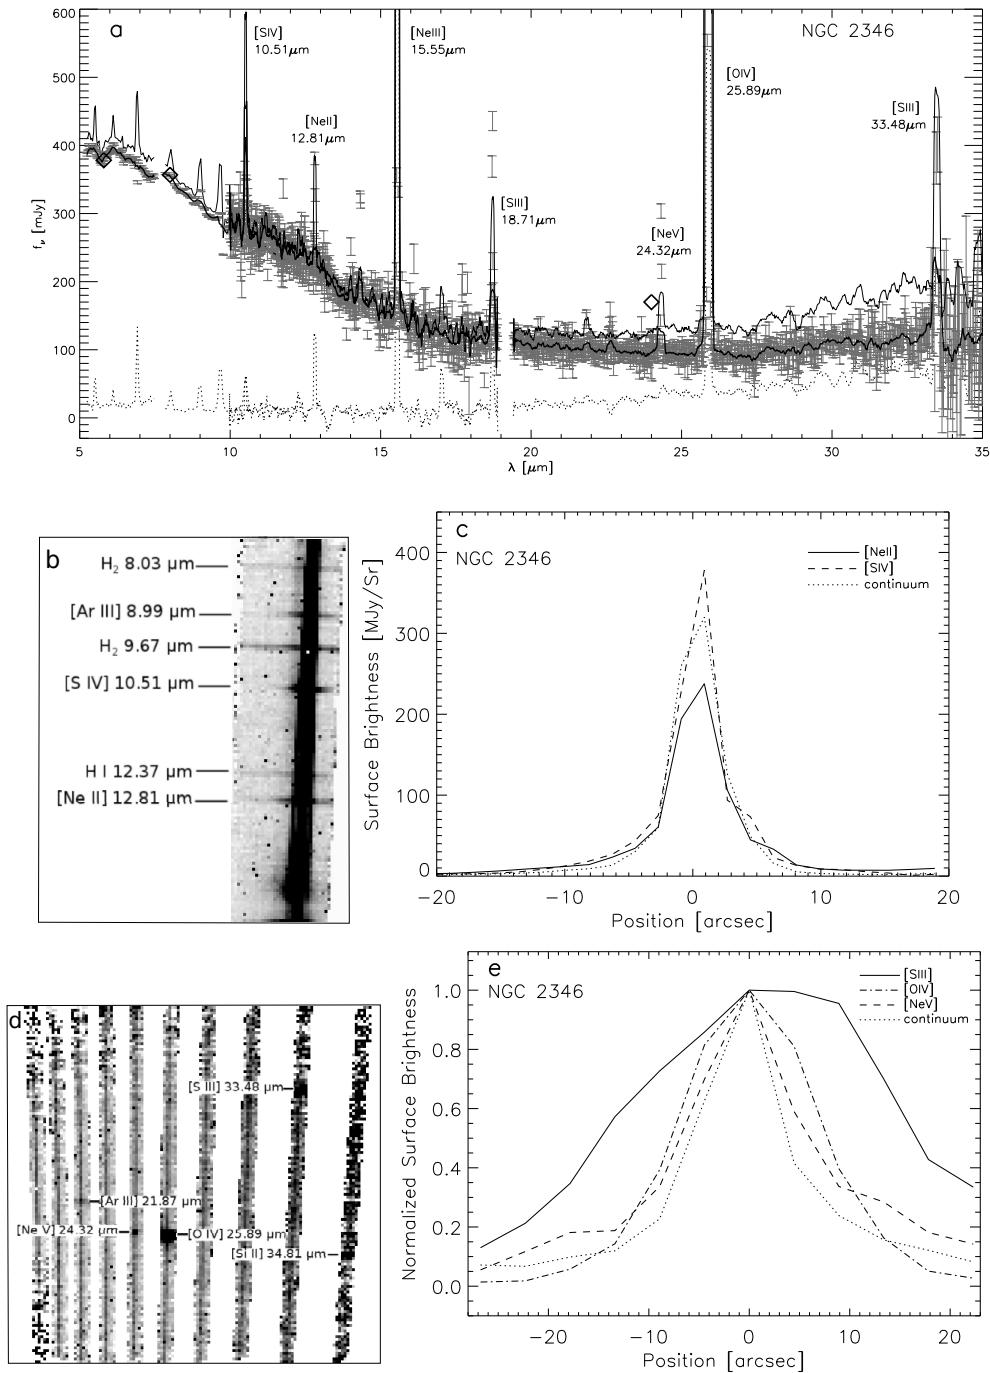 a
NGC 2346
600
500
400
300
200
100
0
f_ν [mJy]
[SIV]
10.51μm
[NeII]
12.81μm
[NeIII]
15.55μm
[SIII]
18.71μm
[NeV]
24.32μm
[OIV]
25.89μm
[SIII]
33.48μm
5 10 15 20 25 30 35
λ [μm]
b
H₂ 8.03 μm
[Ar III] 8.99 μm
H₂ 9.67 μm
[S IV] 10.51 μm
H I 12.37 μm
[Ne II] 12.81 μm
c
NGC 2346
[NeII]
[SIV]
continuum
400
300
200
100
0
Surface Brightness [MJy/Sr]
−20 −10 0 10 20
Position [arcsec]
d
[S III] 33.48 μm
[Ar III] 21.87 μm
[Ne V] 24.32 μm
[O IV] 25.89 μm
[Si II] 34.81 μm
e
NGC 2346
[SIII]
[OIV]
[NeV]
continuum
1.0
0.8
0.6
0.4
0.2
0.0
Normalized Surface Brightness
−20 −10 0 10 20
Position [arcsec]